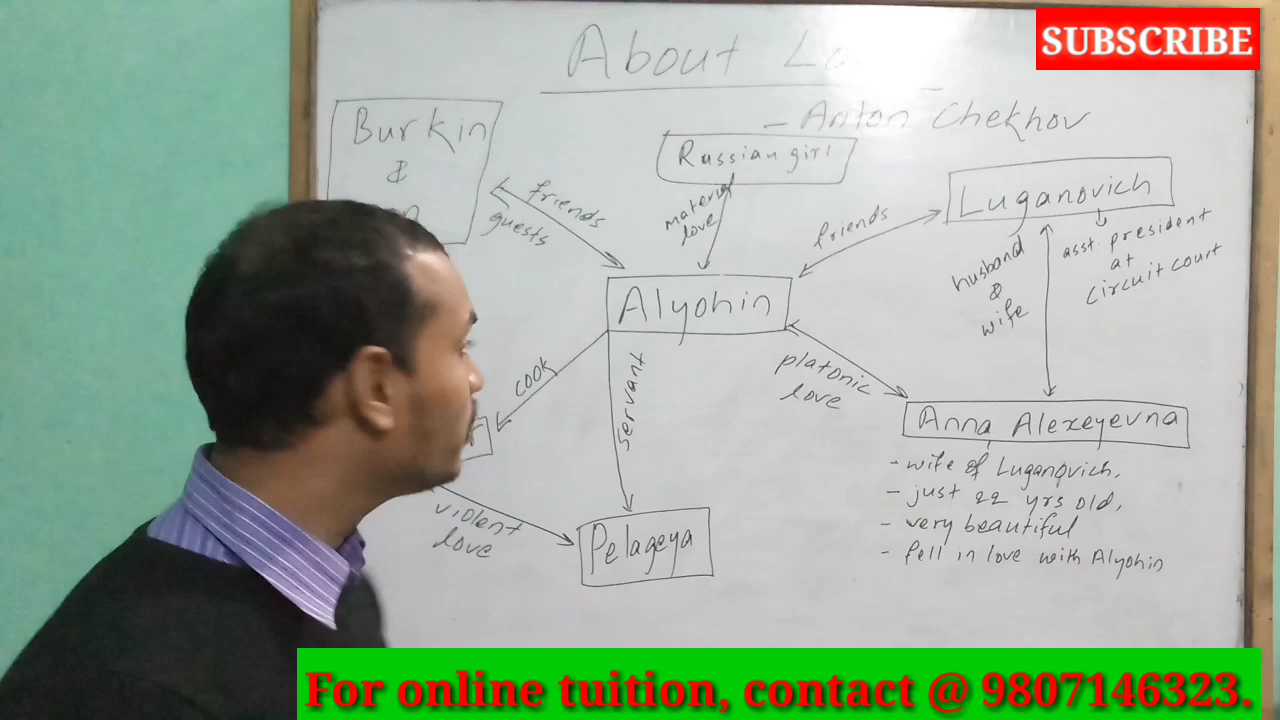 SUBSCRIBE
About
- Anton Chekhov
Burkin
&
Russian girl
Luganovich
friends
guests
material
love
friends
husband
&
wife
asst. president
at
circuit court
Alyohin
cook
servant
platonic
love
Anna Alexeyevna
- wife of Luganovich,
- just 22 yrs old,
- very beautiful
- fell in love with Alyohin
violent
love
Pelageya
For online tuition, contact @ 9807146323.